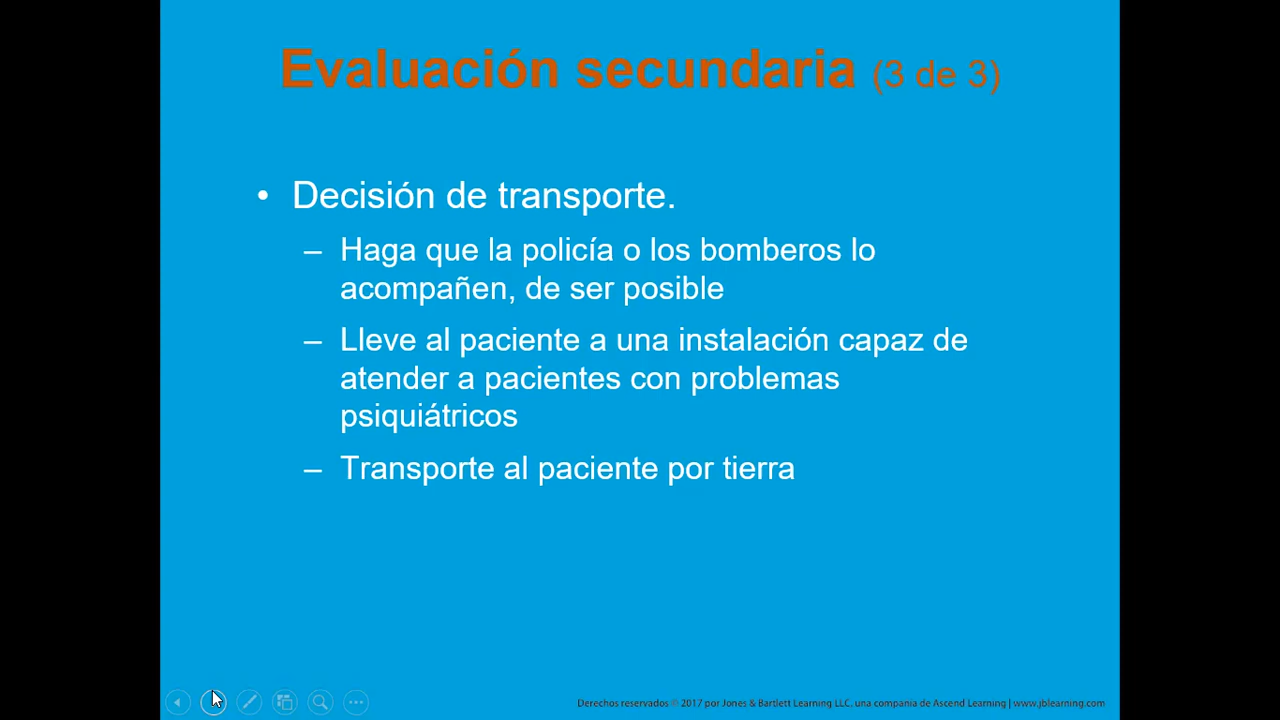 Evaluación secundaria (3 de 3)
• Decisión de transporte.
– Haga que la policía o los bomberos lo
acompañen, de ser posible
– Lleve al paciente a una instalación capaz de
atender a pacientes con problemas
psiquiátricos
– Transporte al paciente por tierra
Derechos reservados © 2017 por Jones & Bartlett Learning LLC. una compania de Ascend Learning | www.jblearning.com